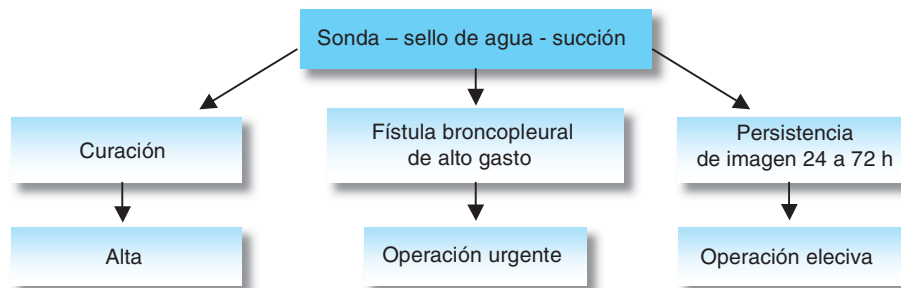 Sonda – sello de agua - succión
Curación
Fístula broncopleural
de alto gasto
Persistencia
de imagen 24 a 72 h
Alta
Operación urgente
Operación eleciva